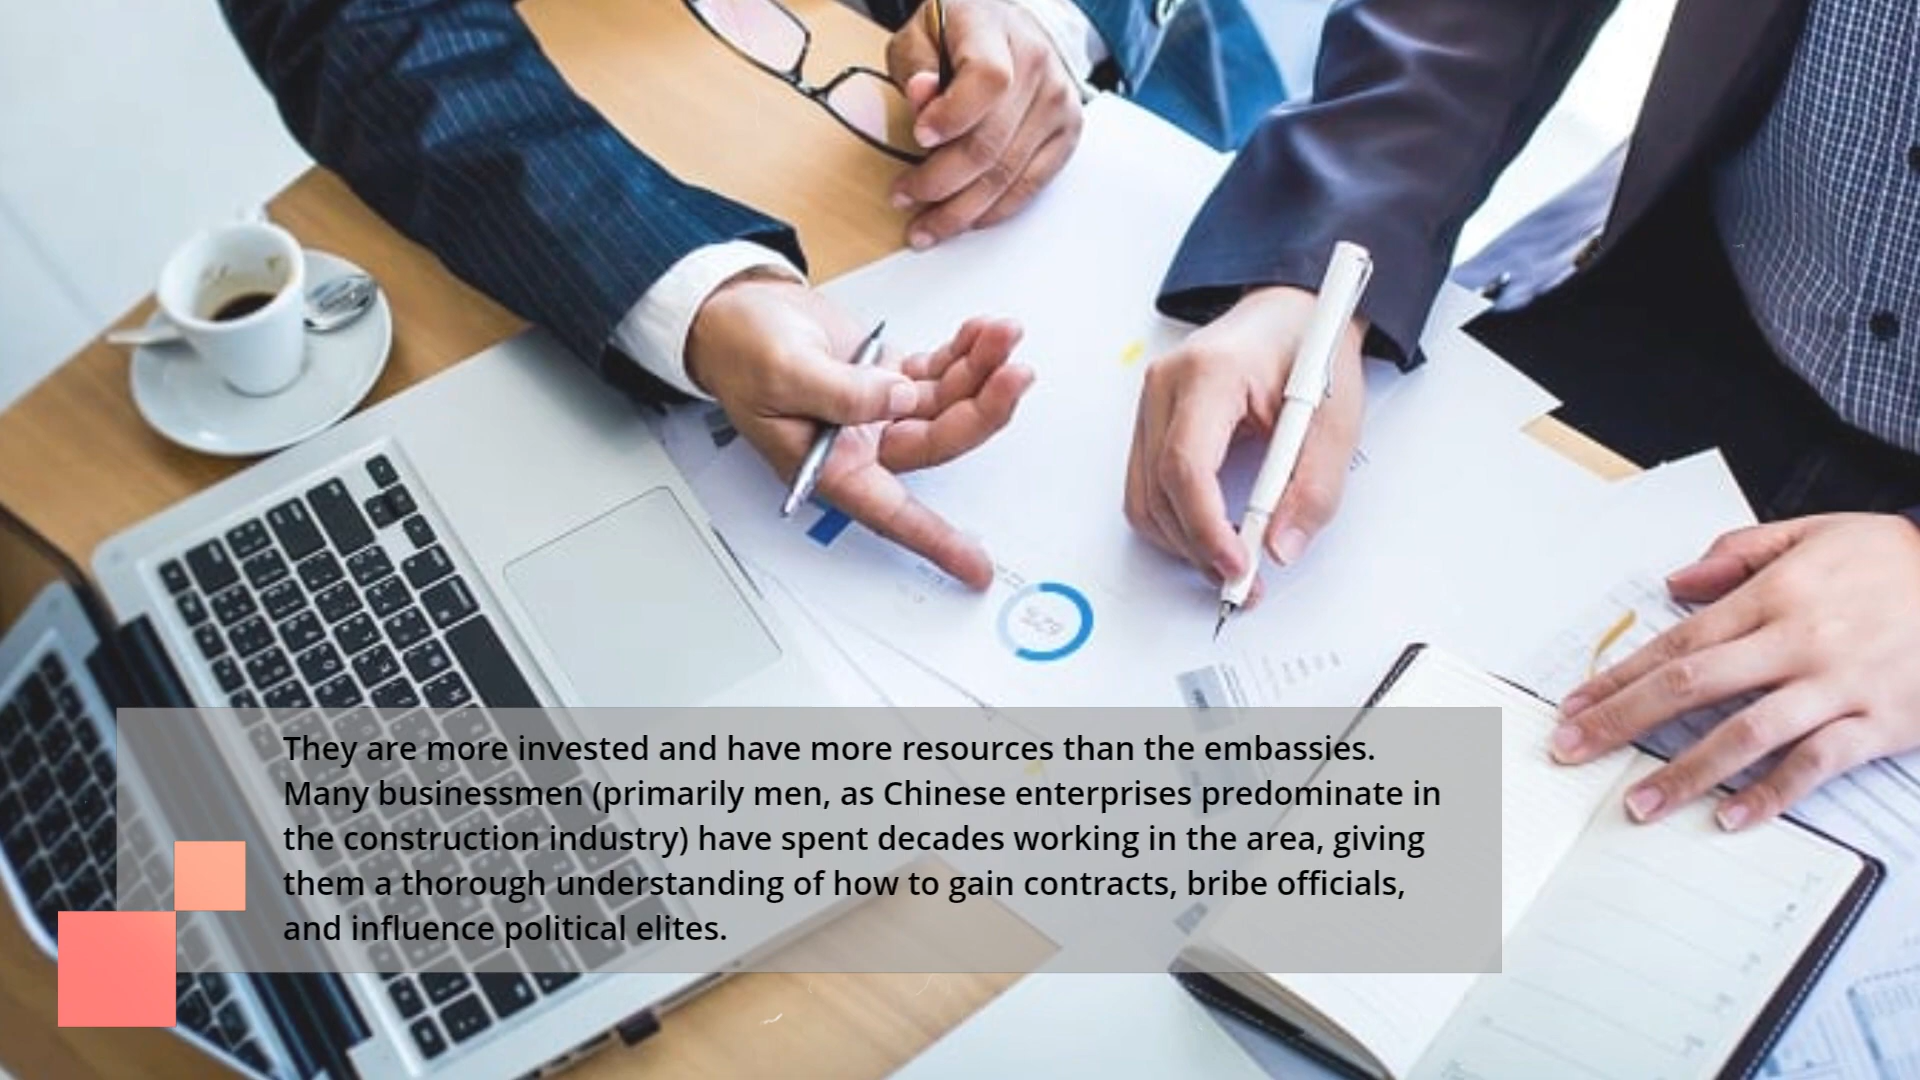 They are more invested and have more resources than the embassies.
Many businessmen (primarily men, as Chinese enterprises predominate in
the construction industry) have spent decades working in the area, giving
them a thorough understanding of how to gain contracts, bribe officials,
and influence political elites.